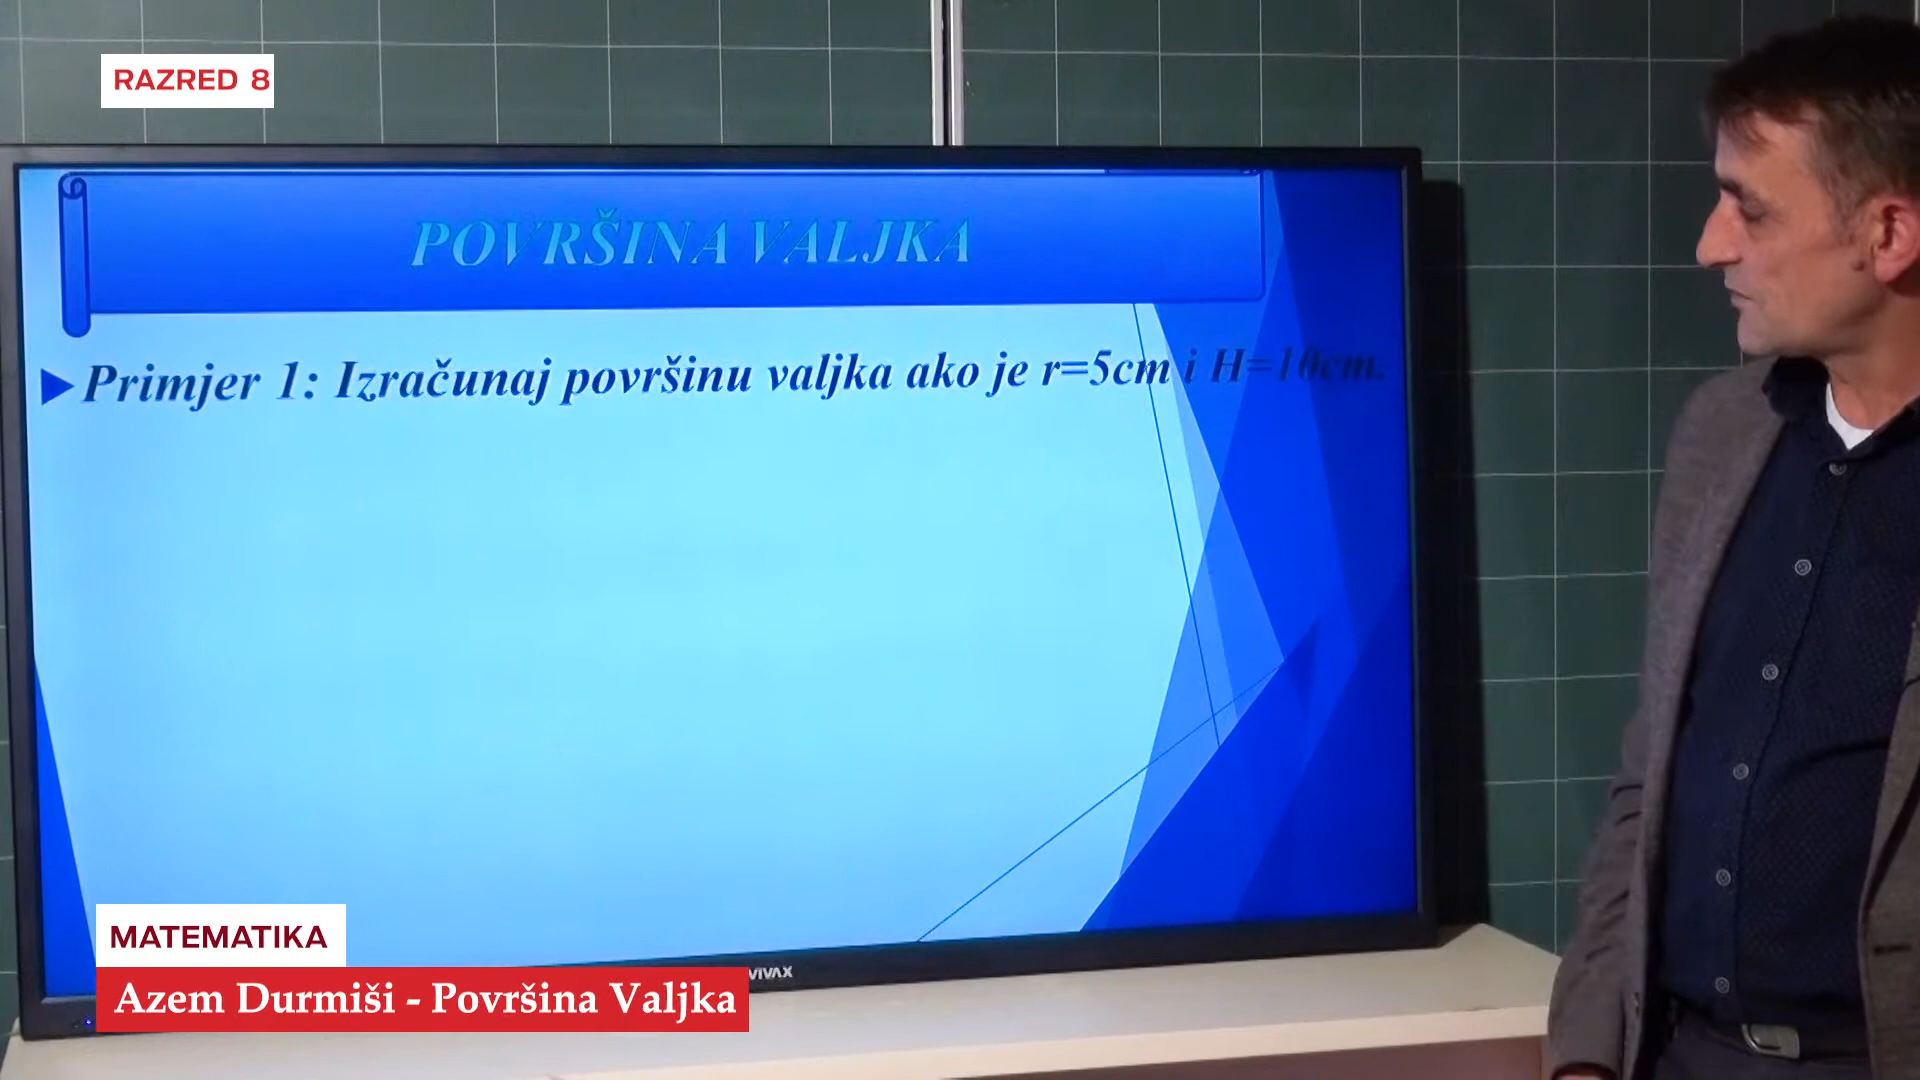 RAZRED 8
POVRŠINA VALJKA
Primjer 1: Izračunaj površinu valjka ako je r=5cm i H=10cm.
VIVAX
MATEMATIKA
Azem Durmiši - Površina Valjka